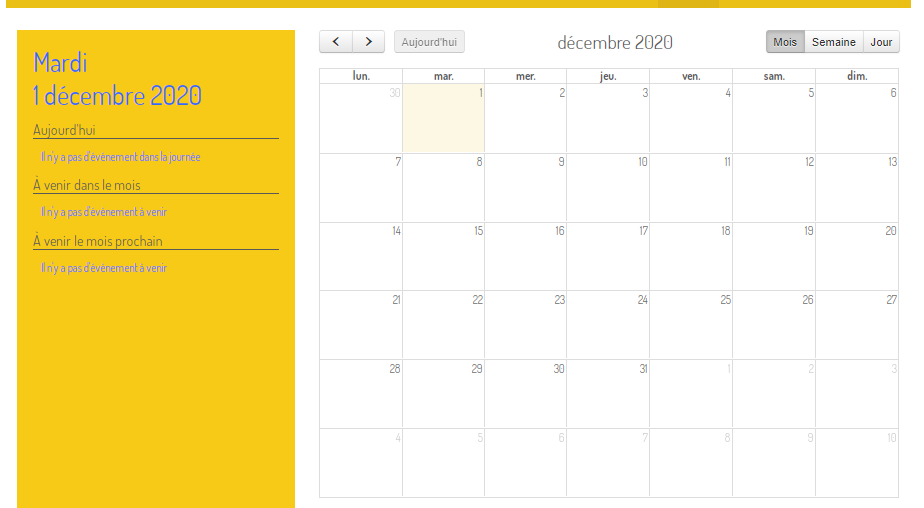 Mardi
1 décembre 2020
Aujourd'hui
Il n'y a pas d'événement dans la journée
À venir dans le mois
Il n'y a pas d'événement à venir
À venir le mois prochain
Il n'y a pas d'événement à venir
Aujourd'hui décembre 2020 Mois Semaine Jour
lun. mar. mer. jeu. ven. sam. dim.
30 1 2 3 4 5 6
7 8 9 10 11 12 13
14 15 16 17 18 19 20
21 22 23 24 25 26 27
28 29 30 31 1 2 3
4 5 6 7 8 9 10